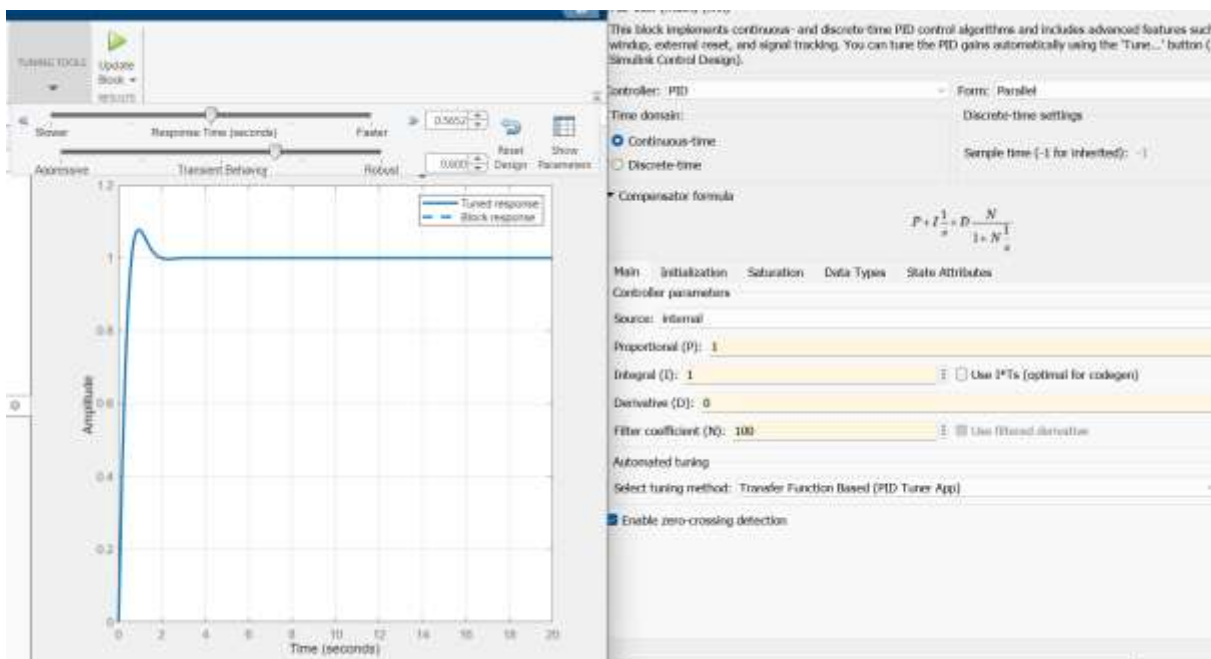 TUNING TOOLS
Update
Block
RESULTS
Slower
Response Time (seconds)
Faster
0.5652
Aggressive
Transient Behavior
Robust
Reset
Design
Show
Parameters
Tuned response
Block response
1.2
1
0.8
0.6
0.4
0.2
0
Amplitude
0 2 4 6 8 10 12 14 16 18 20
Time (seconds)
This block implements continuous- and discrete-time PID control algorithms and includes advanced features such
windup, external reset, and signal tracking. You can tune the PID gains automatically using the 'Tune...' button (
Simulink Control Design).
Controller: PID
Form: Parallel
Time domain:
Discrete-time settings
Continuous-time
Discrete-time
Sample time (-1 for inherited): -1
Compensator formula
P+I 1/s +D N/(1+N 1/s)
Main Initialization Saturation Data Types State Attributes
Controller parameters
Source: internal
Proportional (P): 1
Integral (I): 1
Use I*Ts (optimal for codegen)
Derivative (D): 0
Filter coefficient (N): 100
Use filtered derivative
Automated tuning
Select tuning method: Transfer Function Based (PID Tuner App)
Enable zero-crossing detection